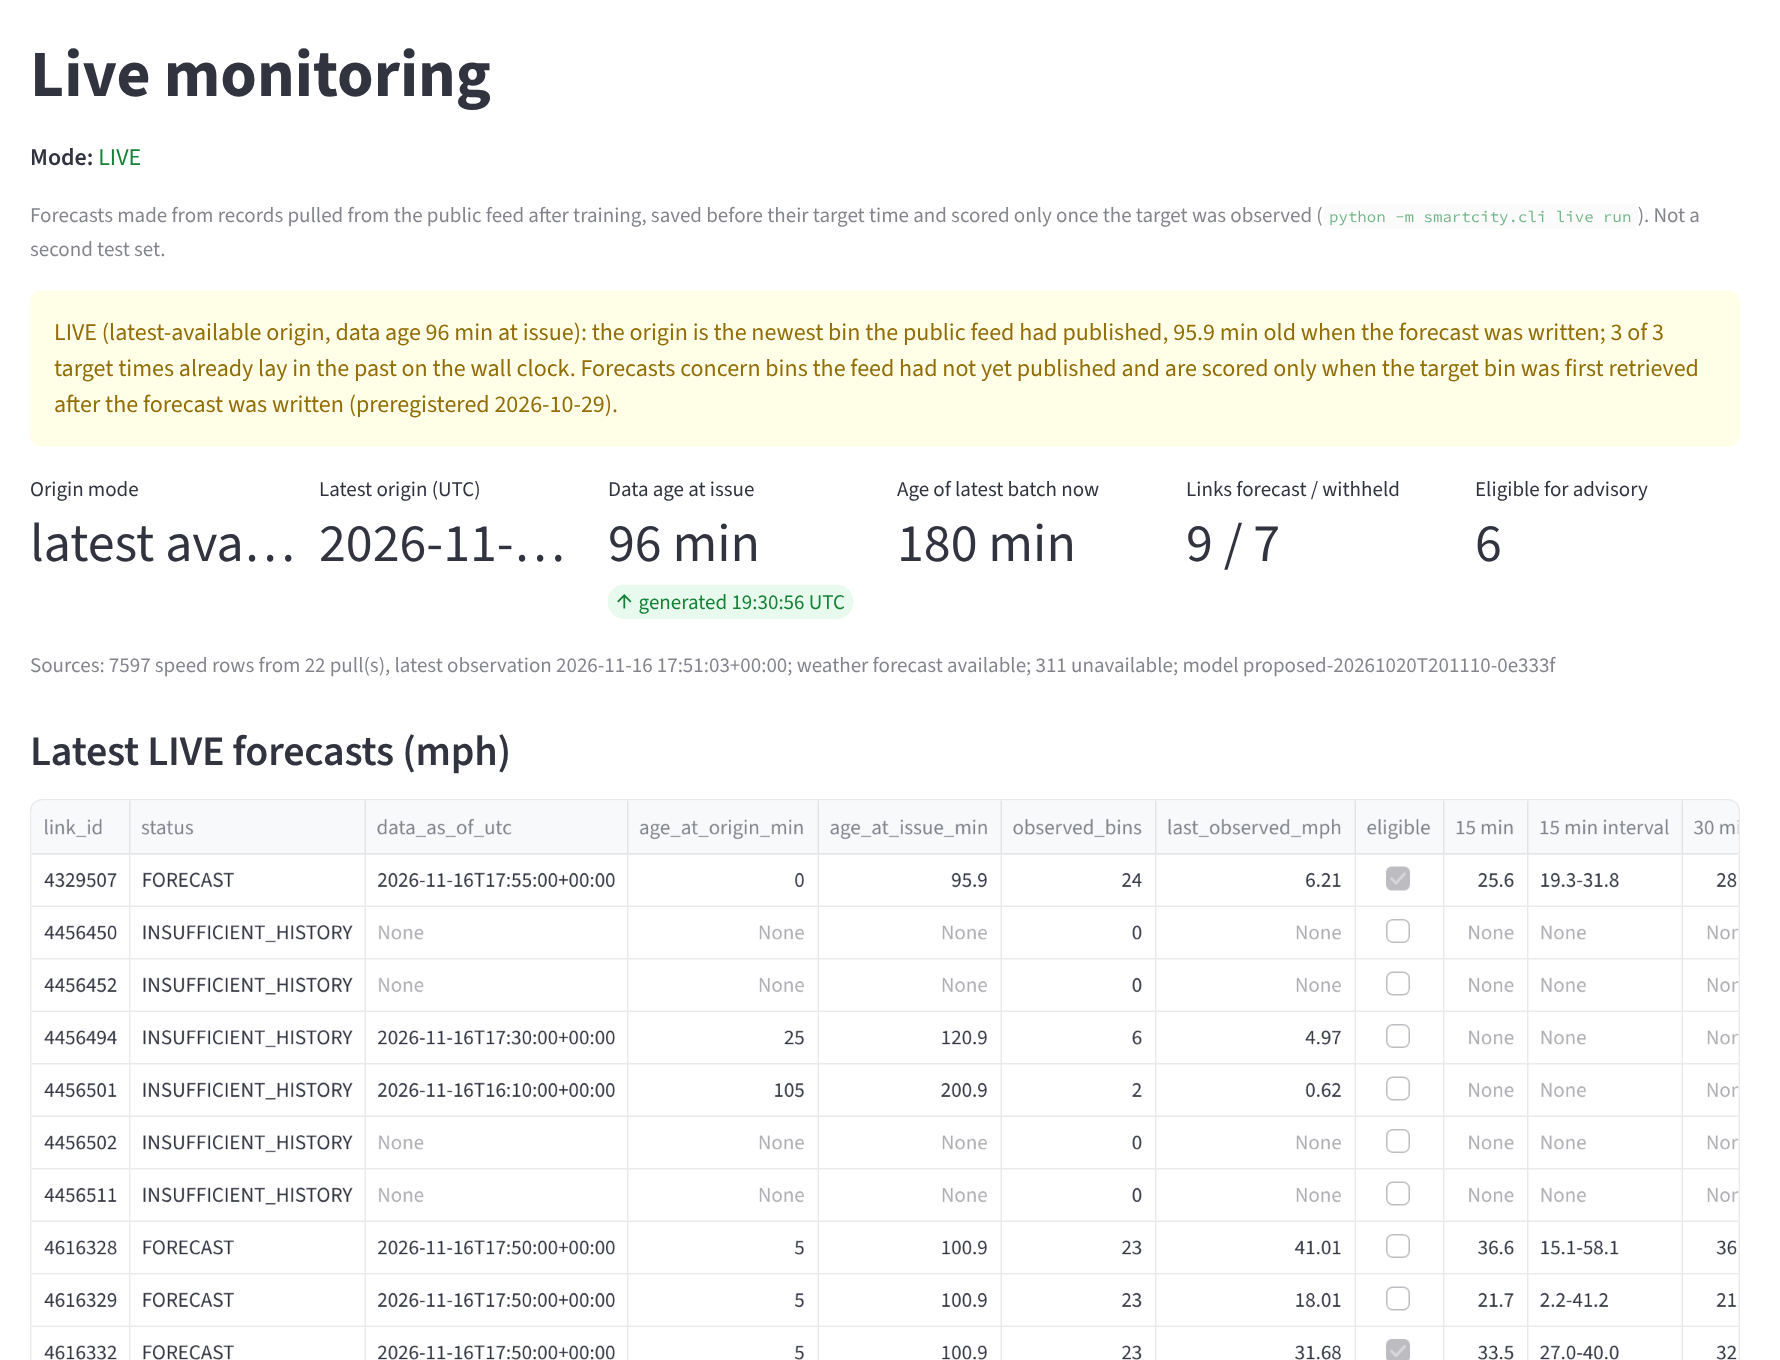 Live monitoring
Mode: LIVE
Forecasts made from records pulled from the public feed after training, saved before their target time and scored only once the target was observed ( python -m smartcity.cli live run ). Not a
second test set.
LIVE (latest-available origin, data age 96 min at issue): the origin is the newest bin the public feed had published, 95.9 min old when the forecast was written; 3 of 3
target times already lay in the past on the wall clock. Forecasts concern bins the feed had not yet published and are scored only when the target bin was first retrieved
after the forecast was written (preregistered 2026-10-29).
Origin mode Latest origin (UTC) Data age at issue Age of latest batch now Links forecast / withheld Eligible for advisory
latest ava… 2026-11-… 96 min 180 min 9 / 7 6
↑ generated 19:30:56 UTC
Sources: 7597 speed rows from 22 pull(s), latest observation 2026-11-16 17:51:03+00:00; weather forecast available; 311 unavailable; model proposed-20261020T201110-0e333f
Latest LIVE forecasts (mph)
link_id status data_as_of_utc age_at_origin_min age_at_issue_min observed_bins last_observed_mph eligible 15 min 15 min interval 30 mi
4329507 FORECAST 2026-11-16T17:55:00+00:00 0 95.9 24 6.21 25.6 19.3-31.8 28
4456450 INSUFFICIENT_HISTORY None None None 0 None None None Nor
4456452 INSUFFICIENT_HISTORY None None None 0 None None None Nor
4456494 INSUFFICIENT_HISTORY 2026-11-16T17:30:00+00:00 25 120.9 6 4.97 None None Nor
4456501 INSUFFICIENT_HISTORY 2026-11-16T16:10:00+00:00 105 200.9 2 0.62 None None Nor
4456502 INSUFFICIENT_HISTORY None None None 0 None None None Nor
4456511 INSUFFICIENT_HISTORY None None None 0 None None None Nor
4616328 FORECAST 2026-11-16T17:50:00+00:00 5 100.9 23 41.01 36.6 15.1-58.1 36
4616329 FORECAST 2026-11-16T17:50:00+00:00 5 100.9 23 18.01 21.7 2.2-41.2 21
4616332 FORECAST 2026-11-16T17:50:00+00:00 5 100.9 23 31.68 33.5 27.0-40.0 32